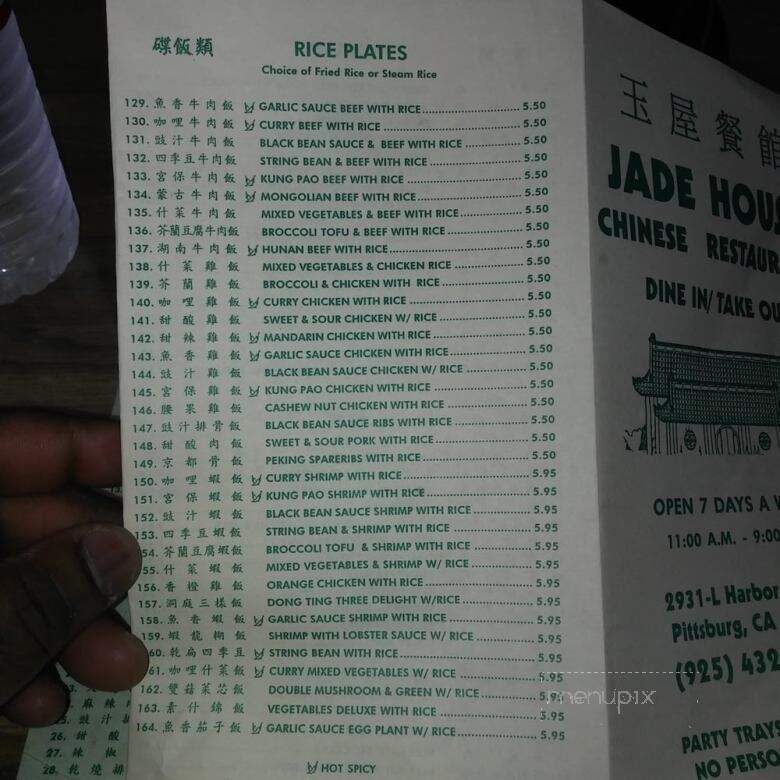 碟飯類 RICE PLATES
Choice of Fried Rice or Steam Rice
129. 魚香牛肉飯 GARLIC SAUCE BEEF WITH RICE 5.50
130. 咖哩牛肉飯 CURRY BEEF WITH RICE 5.50
131. 豉汁牛肉飯 BLACK BEAN SAUCE & BEEF WITH RICE 5.50
132. 四季豆牛肉飯 STRING BEAN & BEEF WITH RICE 5.50
133. 宮保牛肉飯 KUNG PAO BEEF WITH RICE 5.50
134. 蒙古牛肉飯 MONGOLIAN BEEF WITH RICE 5.50
135. 什菜牛肉飯 MIXED VEGETABLES & BEEF WITH RICE 5.50
136. 芥蘭豆腐牛肉飯 BROCCOLI TOFU & BEEF WITH RICE 5.50
137. 湖南牛肉飯 HUNAN BEEF WITH RICE 5.50
138. 什菜雞飯 MIXED VEGETABLES & CHICKEN RICE 5.50
139. 芥蘭雞飯 BROCCOLI & CHICKEN WITH RICE 5.50
140. 咖哩雞飯 CURRY CHICKEN WITH RICE 5.50
141. 甜酸雞飯 SWEET & SOUR CHICKEN W/ RICE 5.50
142. 甜辣雞飯 MANDARIN CHICKEN WITH RICE 5.50
143. 魚香雞飯 GARLIC SAUCE CHICKEN WITH RICE 5.50
144. 豉汁雞飯 BLACK BEAN SAUCE CHICKEN W/ RICE 5.50
145. 宮保雞飯 KUNG PAO CHICKEN WITH RICE 5.50
146. 腰果雞飯 CASHEW NUT CHICKEN WITH RICE 5.50
147. 豉汁排骨飯 BLACK BEAN SAUCE RIBS WITH RICE 5.50
148. 甜酸肉飯 SWEET & SOUR PORK WITH RICE 5.50
149. 京都骨飯 PEKING SPARERIBS WITH RICE 5.50
150. 咖哩蝦飯 CURRY SHRIMP WITH RICE 5.95
151. 宮保蝦飯 KUNG PAO SHRIMP WITH RICE 5.95
152. 豉汁蝦飯 BLACK BEAN SAUCE SHRIMP WITH RICE 5.95
153. 四季豆蝦飯 STRING BEAN & SHRIMP WITH RICE 5.95
54. 芥蘭豆腐蝦飯 BROCCOLI TOFU & SHRIMP WITH RICE 5.95
55. 什菜蝦飯 MIXED VEGETABLES & SHRIMP W/ RICE 5.95
156. 香橙雞飯 ORANGE CHICKEN WITH RICE 5.95
157. 洞庭三樣飯 DONG TING THREE DELIGHT W/RICE 5.95
158. 魚香蝦飯 GARLIC SAUCE SHRIMP WITH RICE 5.95
159. 蝦龍糊飯 SHRIMP WITH LOBSTER SAUCE W/ RICE 5.95
60. 乾扁四季豆 STRING BEAN WITH RICE 5.95
61. 咖哩什菜飯 CURRY MIXED VEGETABLES W/ RICE 5.95
162. 雙菇菜芯飯 DOUBLE MUSHROOM & GREEN W/ RICE 5.95
163. 素什錦飯 VEGETABLES DELUXE WITH RICE 5.95
164. 魚香茄子飯 GARLIC SAUCE EGG PLANT W/ RICE 5.95
HOT SPICY
玉屋餐館
JADE HOUS
CHINESE RESTAUR
DINE IN/ TAKE OU
OPEN 7 DAYS A W
11:00 A.M. - 9:00
2931-L Harbor
Pittsburg, CA
(925) 432
PARTY TRAYS
NO PERSO
menupix
麻辣
25. 豉汁排
26. 甜酸
27. 辣椒
28. 乾燒排